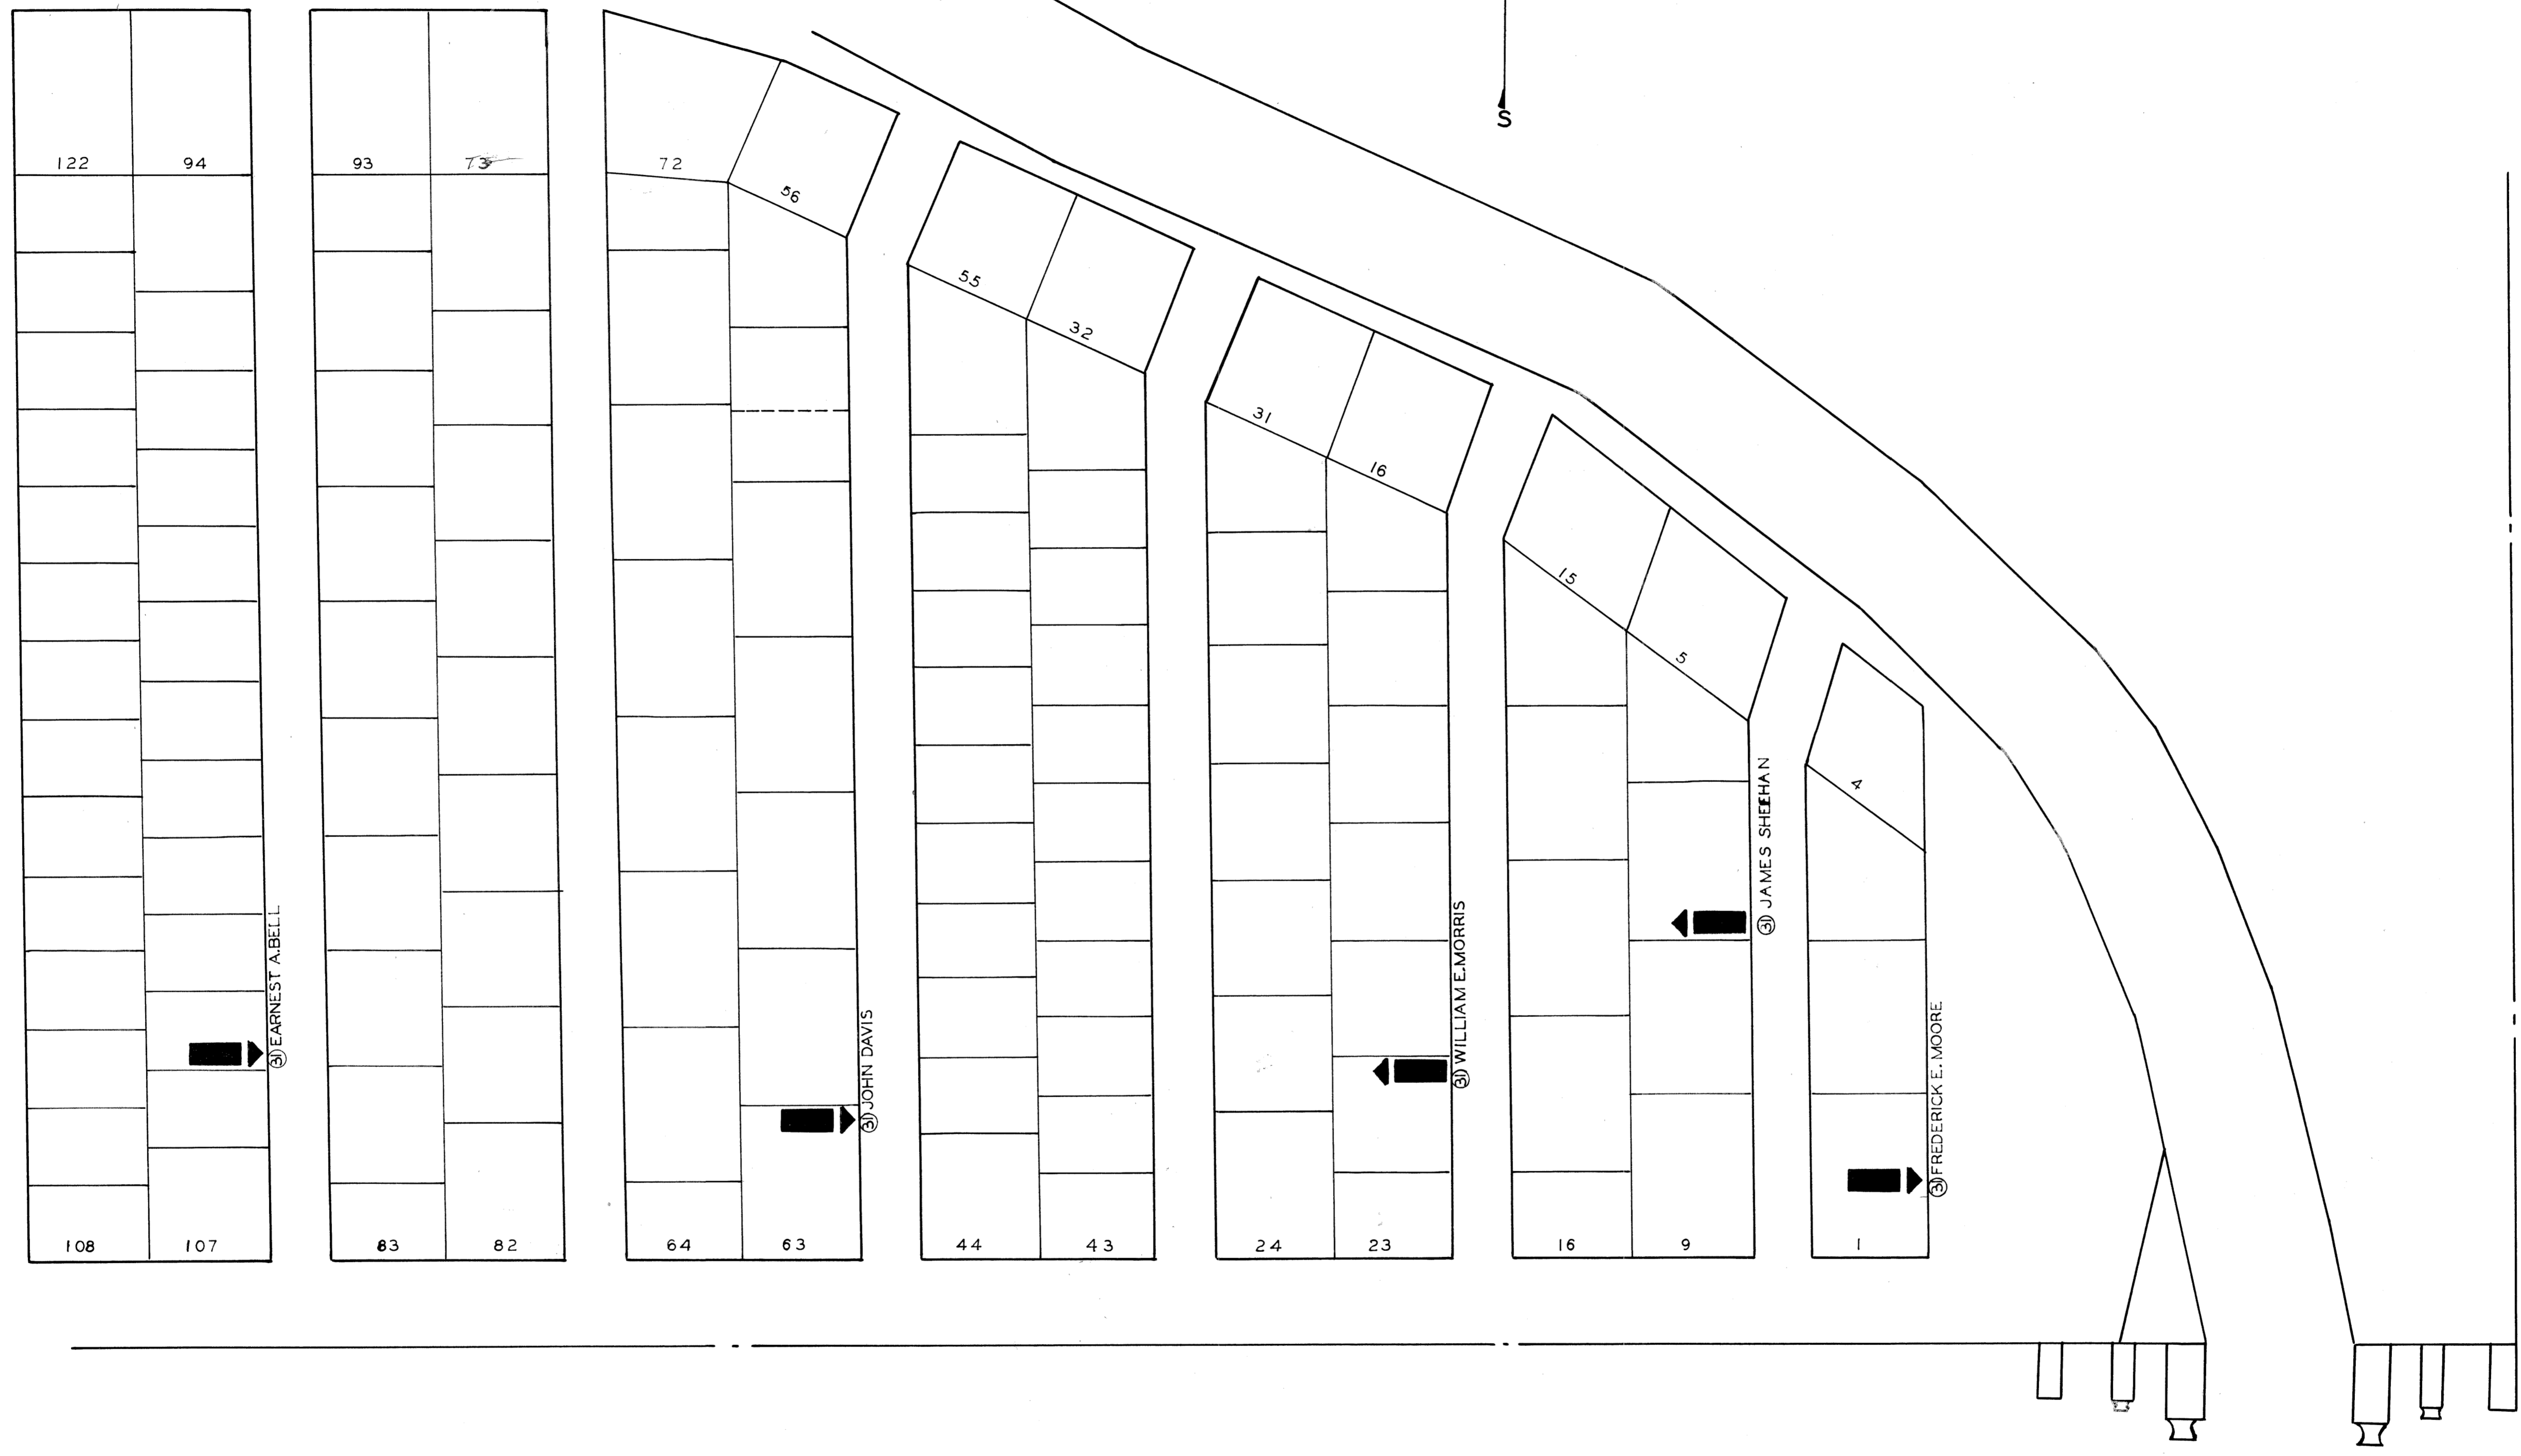 S
122 94 93 73 72
56
55
32
31
16
15
5
4
㉛ JAMES SHEEHAN
㉛ EARNEST A.BELL
㉛ WILLIAM E.MORRIS
㉛ JOHN DAVIS
㉛ FREDERICK E. MOORE
108 107 83 82 64 63 44 43 24 23 16 9 1